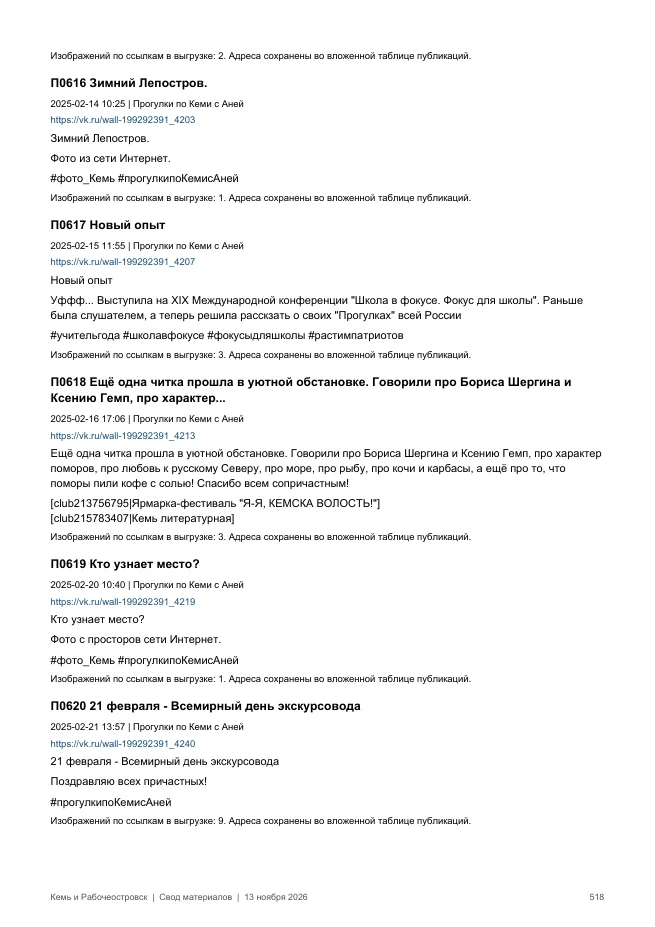 Изображений по ссылкам в выгрузке: 2. Адреса сохранены во вложенной таблице публикаций.
П0616 Зимний Лепостров.
2025-02-14 10:25 | Прогулки по Кеми с Аней
https://vk.ru/wall-199292391_4203
Зимний Лепостров.
Фото из сети Интернет.
#фото_Кемь #прогулкипоКемисАней
Изображений по ссылкам в выгрузке: 1. Адреса сохранены во вложенной таблице публикаций.
П0617 Новый опыт
2025-02-15 11:55 | Прогулки по Кеми с Аней
https://vk.ru/wall-199292391_4207
Новый опыт
Уффф... Выступила на XIX Международной конференции "Школа в фокусе. Фокус для школы". Раньше
была слушателем, а теперь решила расскзать о своих "Прогулках" всей России
#учительгода #школавфокусе #фокусыдляшколы #растимпатриотов
Изображений по ссылкам в выгрузке: 3. Адреса сохранены во вложенной таблице публикаций.
П0618 Ещё одна читка прошла в уютной обстановке. Говорили про Бориса Шергина и
Ксению Гемп, про характер...
2025-02-16 17:06 | Прогулки по Кеми с Аней
https://vk.ru/wall-199292391_4213
Ещё одна читка прошла в уютной обстановке. Говорили про Бориса Шергина и Ксению Гемп, про характер
поморов, про любовь к русскому Северу, про море, про рыбу, про кочи и карбасы, а ещё про то, что
поморы пили кофе с солью! Спасибо всем сопричастным!
[club213756795|Ярмарка-фестиваль "Я-Я, КЕМСКА ВОЛОСТЬ!"]
[club215783407|Кемь литературная]
Изображений по ссылкам в выгрузке: 3. Адреса сохранены во вложенной таблице публикаций.
П0619 Кто узнает место?
2025-02-20 10:40 | Прогулки по Кеми с Аней
https://vk.ru/wall-199292391_4219
Кто узнает место?
Фото с просторов сети Интернет.
#фото_Кемь #прогулкипоКемисАней
Изображений по ссылкам в выгрузке: 1. Адреса сохранены во вложенной таблице публикаций.
П0620 21 февраля - Всемирный день экскурсовода
2025-02-21 13:57 | Прогулки по Кеми с Аней
https://vk.ru/wall-199292391_4240
21 февраля - Всемирный день экскурсовода
Поздравляю всех причастных!
#прогулкипоКемисАней
Изображений по ссылкам в выгрузке: 9. Адреса сохранены во вложенной таблице публикаций.
Кемь и Рабочеостровск | Свод материалов | 13 ноября 2026 518